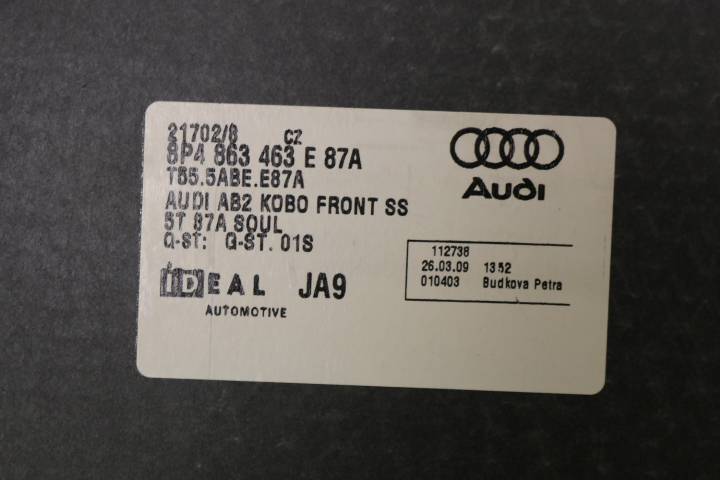 21702/8 CZ
8P4 863 463 E 87A
T65.5ABE.E87A
AUDI AB2 KOBO FRONT SS
5T 87A SOUL
Q-ST: Q-ST. 01S
IDEAL JA9
AUTOMOTIVE
Audi
112738
26.03.09 1352
010403 Budkova Petra